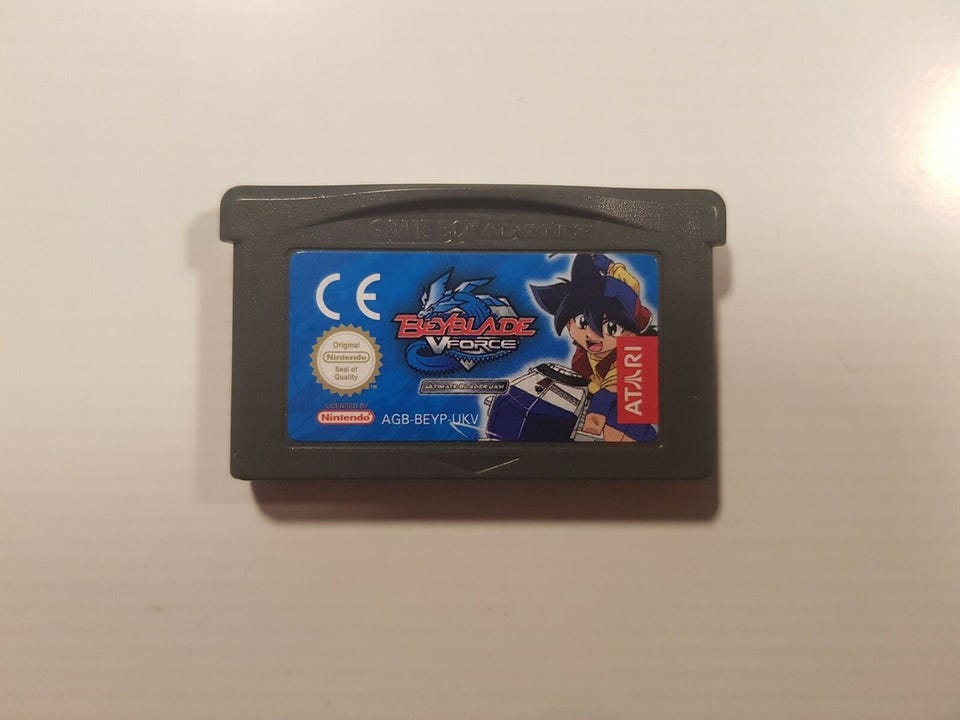 GAME BOY ADVANCE
CE
BEYBLADE
VFORCE
ULTIMATE BLADER JAM
Original
Nintendo
Seal of
Quality
TM
LICENSED BY
Nintendo
AGB-BEYP-UKV
ATARI